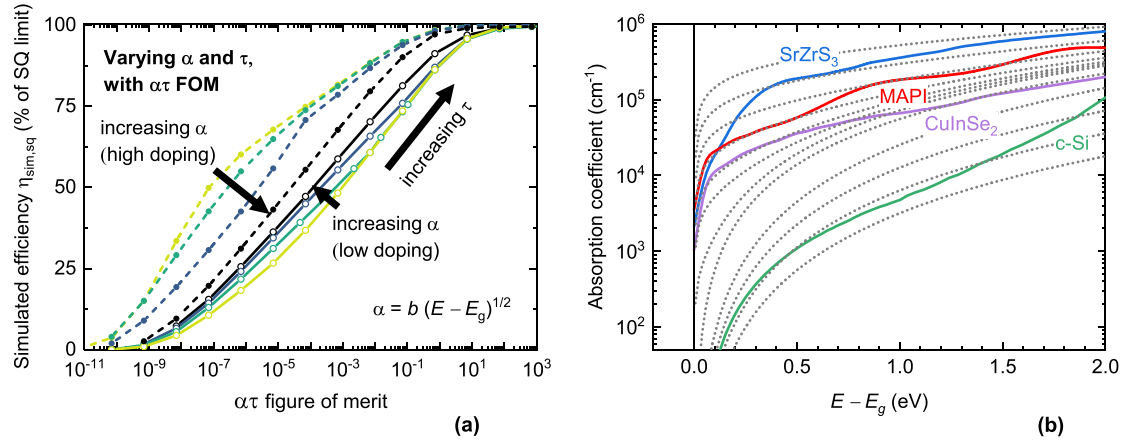 Simulated efficiency ηsim,sq (% of SQ limit)
100
75
50
25
0
Varying α and τ,
with ατ FOM
increasing α
(high doping)
increasing τ
increasing α
(low doping)
α = b (E − Eg)1/2
10-11 10-9 10-7 10-5 10-3 10-1 101 103
ατ figure of merit
(a)
Absorption coefficient (cm-1)
106
105
104
103
102
SrZrS3
MAPI
CuInSe2
c-Si
0.0 0.5 1.0 1.5 2.0
E − Eg (eV)
(b)